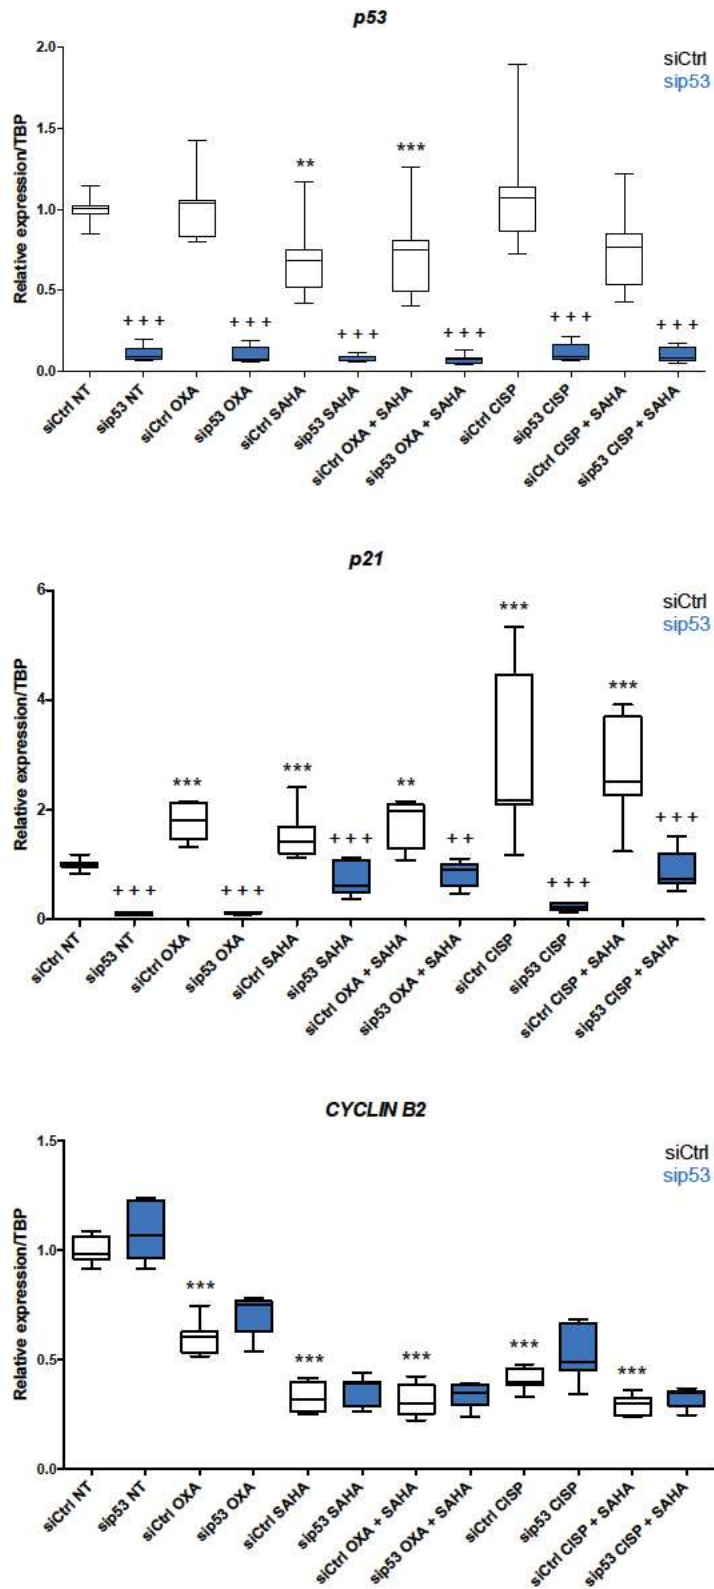 p53
siCtrl
sip53
Relative expression/TBP
2.0
1.5
1.0
0.5
0.0
**
***
+ + +
+ + +
+ + +
+ + +
+ + +
+ + +
siCtrl NT
sip53 NT
siCtrl OXA
sip53 OXA
siCtrl SAHA
sip53 SAHA
siCtrl OXA + SAHA
sip53 OXA + SAHA
siCtrl CISP
sip53 CISP
siCtrl CISP + SAHA
sip53 CISP + SAHA
p21
siCtrl
sip53
Relative expression/TBP
6
4
2
0
***
***
***
***
**
+ + +
+ + +
+ + +
+ +
+ + +
+ + +
siCtrl NT
sip53 NT
siCtrl OXA
sip53 OXA
siCtrl SAHA
sip53 SAHA
siCtrl OXA + SAHA
sip53 OXA + SAHA
siCtrl CISP
sip53 CISP
siCtrl CISP + SAHA
sip53 CISP + SAHA
CYCLIN B2
siCtrl
sip53
Relative expression/TBP
1.5
1.0
0.5
0.0
***
***
***
***
***
siCtrl NT
sip53 NT
siCtrl OXA
sip53 OXA
siCtrl SAHA
sip53 SAHA
siCtrl OXA + SAHA
sip53 OXA + SAHA
siCtrl CISP
sip53 CISP
siCtrl CISP + SAHA
sip53 CISP + SAHA